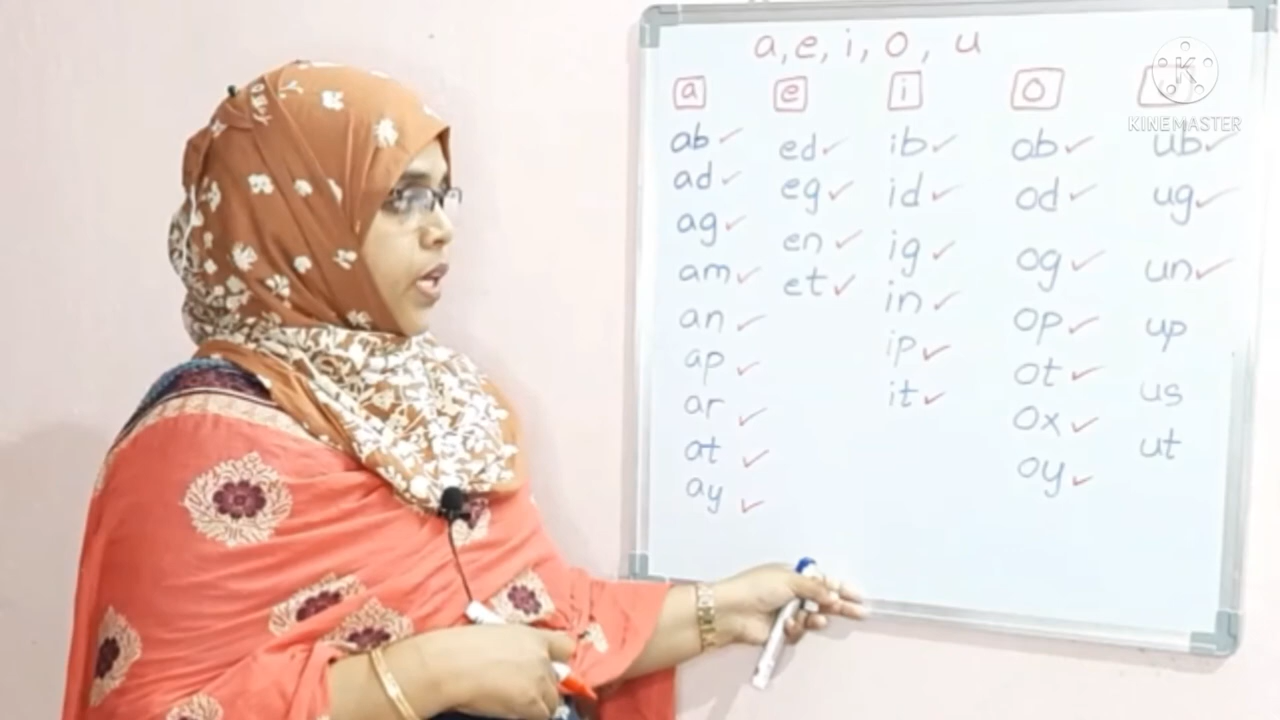 a, e, i, o, u
a
ab
ad
ag
am
an
ap
ar
at
ay
e
ed
eg
en
et
i
ib
id
ig
in
ip
it
o
ob
od
og
op
ot
ox
oy
ub
ug
un
up
us
ut
K
KINEMASTER